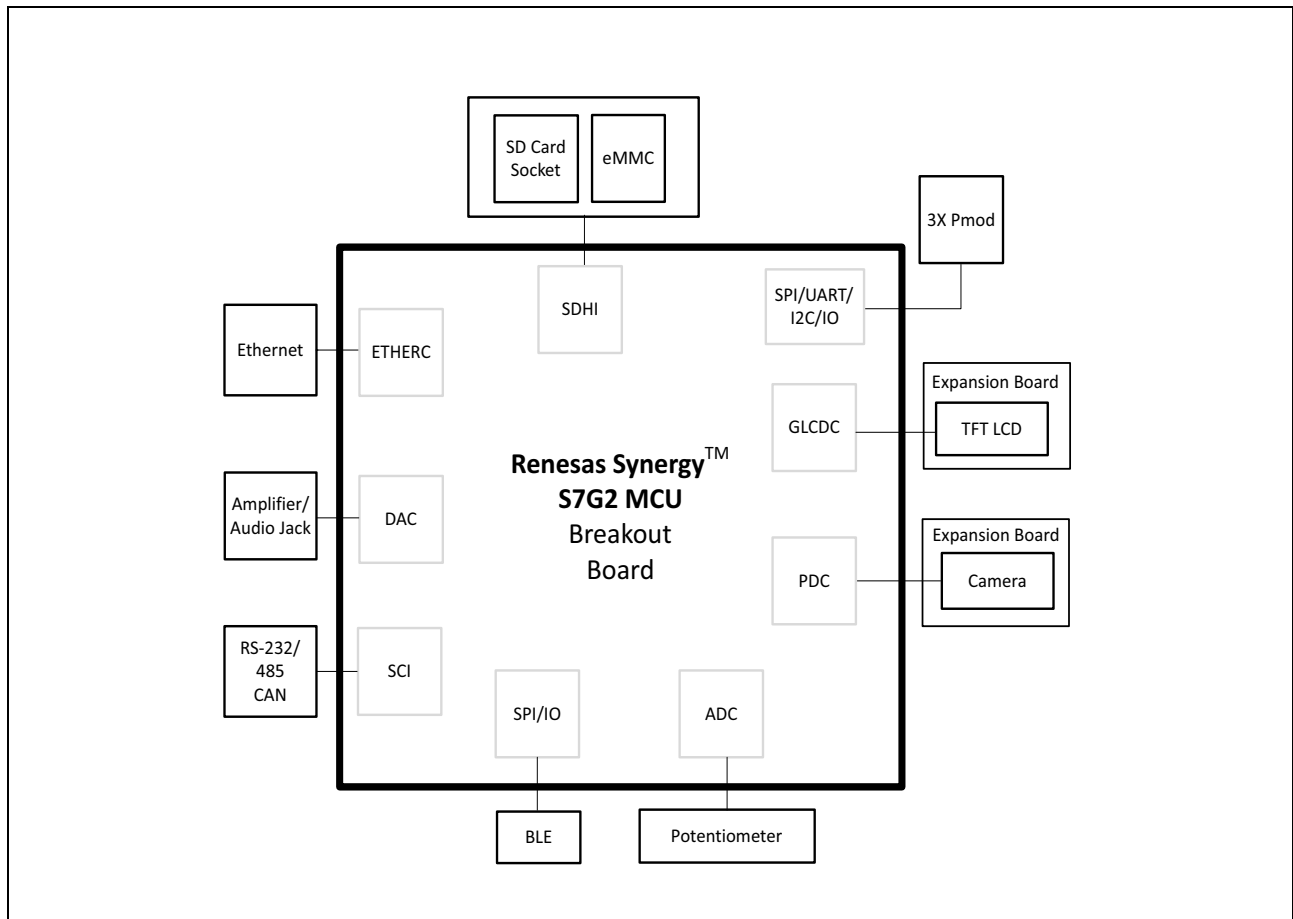 SD Card
Socket
eMMC
3X Pmod
SDHI
SPI/UART/
I2C/IO
Ethernet
ETHERC
Expansion Board
TFT LCD
GLCDC
Renesas Synergy™
S7G2 MCU
Breakout
Board
Amplifier/
Audio Jack
DAC
Expansion Board
Camera
PDC
RS-232/
485
CAN
SCI
SPI/IO
ADC
BLE
Potentiometer